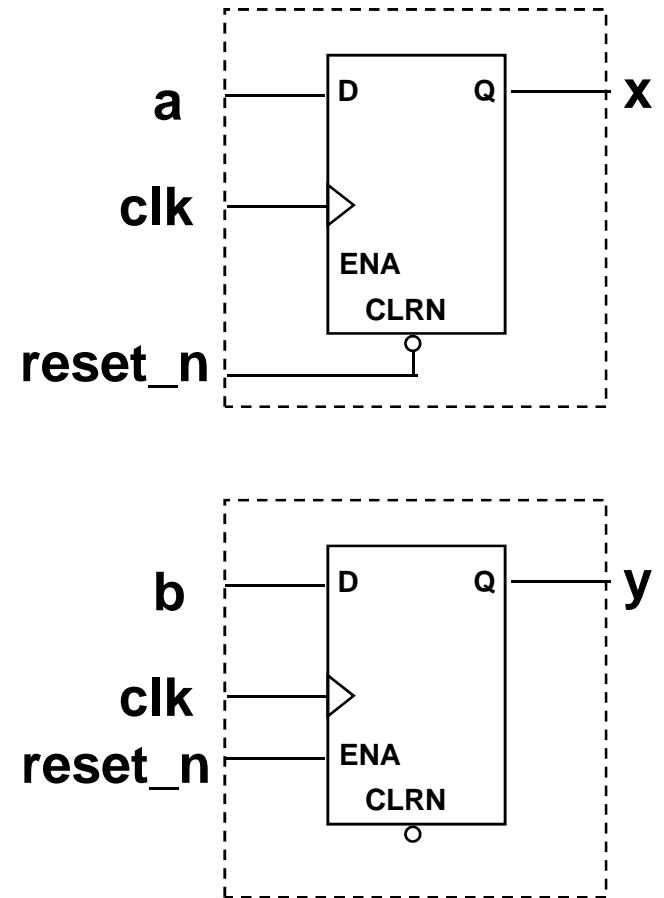 a D Q x
clk
ENA
CLRN
reset_n
b D Q y
clk
reset_n ENA
CLRN